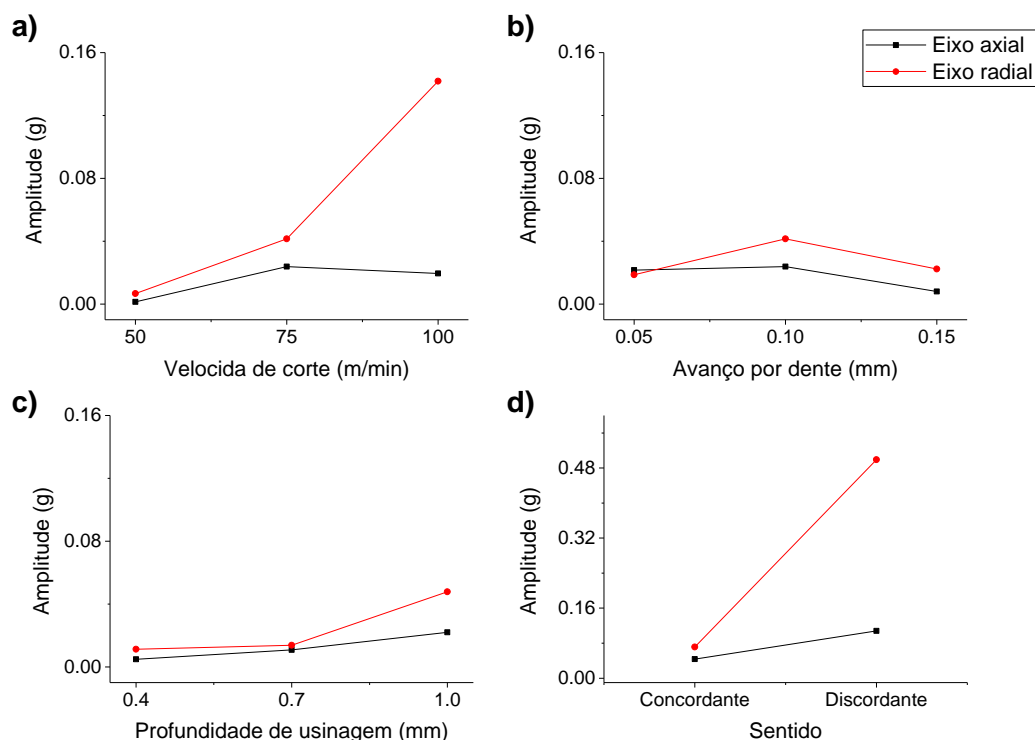 a)
0.16
0.08
0.00
Amplitude (g)
50 75 100
Velocida de corte (m/min)
b)
Eixo axial
Eixo radial
0.16
0.08
0.00
Amplitude (g)
0.05 0.10 0.15
Avanço por dente (mm)
c)
0.16
0.08
0.00
Amplitude (g)
0.4 0.7 1.0
Profundidade de usinagem (mm)
d)
0.48
0.32
0.16
0.00
Amplitude (g)
Concordante Discordante
Sentido